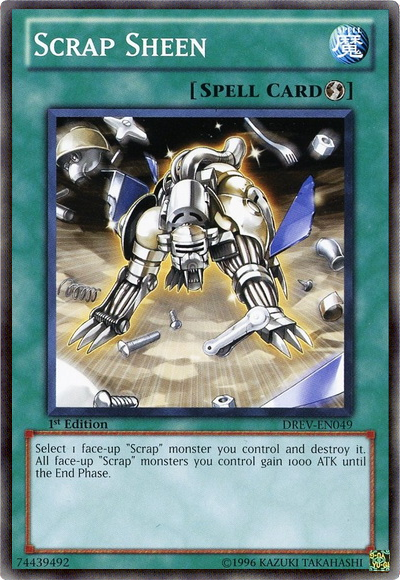 SCRAP SHEEN
SPELL
魔
[SPELL CARD]
1st Edition
DREV-EN049
Select 1 face-up "Scrap" monster you control and destroy it.
All face-up "Scrap" monsters you control gain 1000 ATK until
the End Phase.
74439492
©1996 KAZUKI TAKAHASHI